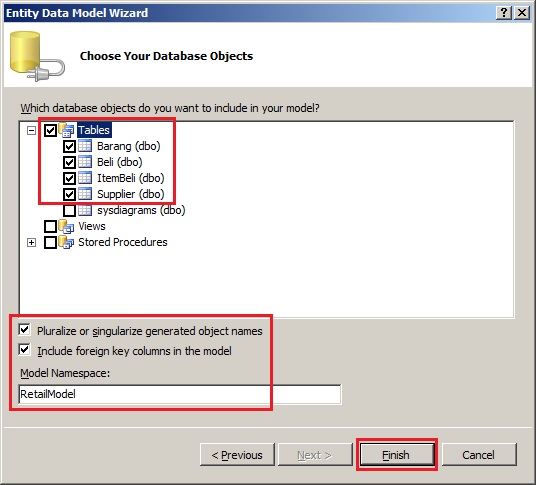 Entity Data Model Wizard
Choose Your Database Objects
Which database objects do you want to include in your model?
Tables
Barang (dbo)
Beli (dbo)
ItemBeli (dbo)
Supplier (dbo)
sysdiagrams (dbo)
Views
Stored Procedures
Pluralize or singularize generated object names
Include foreign key columns in the model
Model Namespace:
RetailModel
< Previous Next > Finish Cancel